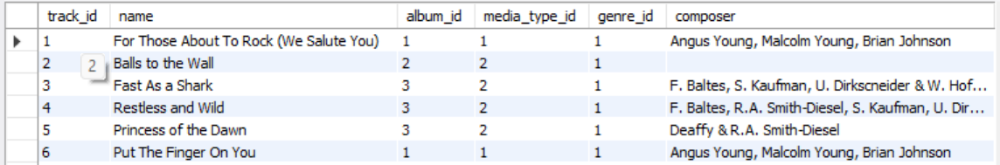 track_id name album_id media_type_id genre_id composer
1 For Those About To Rock (We Salute You) 1 1 1 Angus Young, Malcolm Young, Brian Johnson
2 2 Balls to the Wall 2 2 1
3 Fast As a Shark 3 2 1 F. Baltes, S. Kaufman, U. Dirkscneider & W. Hof...
4 Restless and Wild 3 2 1 F. Baltes, R.A. Smith-Diesel, S. Kaufman, U. Dir...
5 Princess of the Dawn 3 2 1 Deaffy & R.A. Smith-Diesel
6 Put The Finger On You 1 1 1 Angus Young, Malcolm Young, Brian Johnson